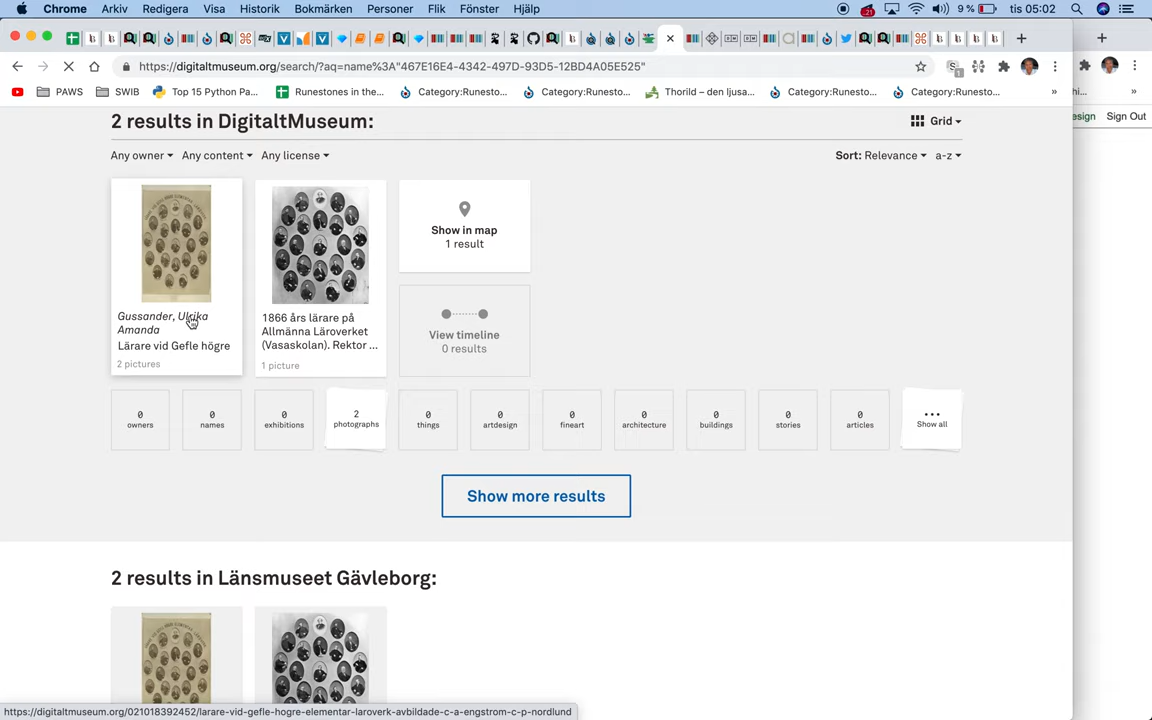 Chrome Arkiv Redigera Visa Historik Bokmärken Personer Flik Fönster Hjälp 21 9 % tis 05:02
https://digitaltmuseum.org/search/?aq=name%3A"467E16E4-4342-497D-93D5-12BD4A05E525"
PAWS SWIB Top 15 Python Pa... Runestones in the... Category:Runesto... Category:Runesto... Thorild – den ljusa... Category:Runesto... Category:Runesto... »
Sign Out
2 results in DigitaltMuseum:
Grid
Any owner Any content Any license
Sort: Relevance a-z
Gussander, Ulrika
Amanda
Lärare vid Gefle högre
2 pictures
1866 års lärare på
Allmänna Läroverket
(Vasaskolan). Rektor ...
1 picture
Show in map
1 result
View timeline
0 results
0 owners
0 names
0 exhibitions
2 photographs
0 things
0 artdesign
0 fineart
0 architecture
0 buildings
0 stories
0 articles
... Show all
Show more results
2 results in Länsmuseet Gävleborg:
https://digitaltmuseum.org/021018392452/larare-vid-gefle-hogre-elementar-laroverk-avbildade-c-a-engstrom-c-p-nordlund